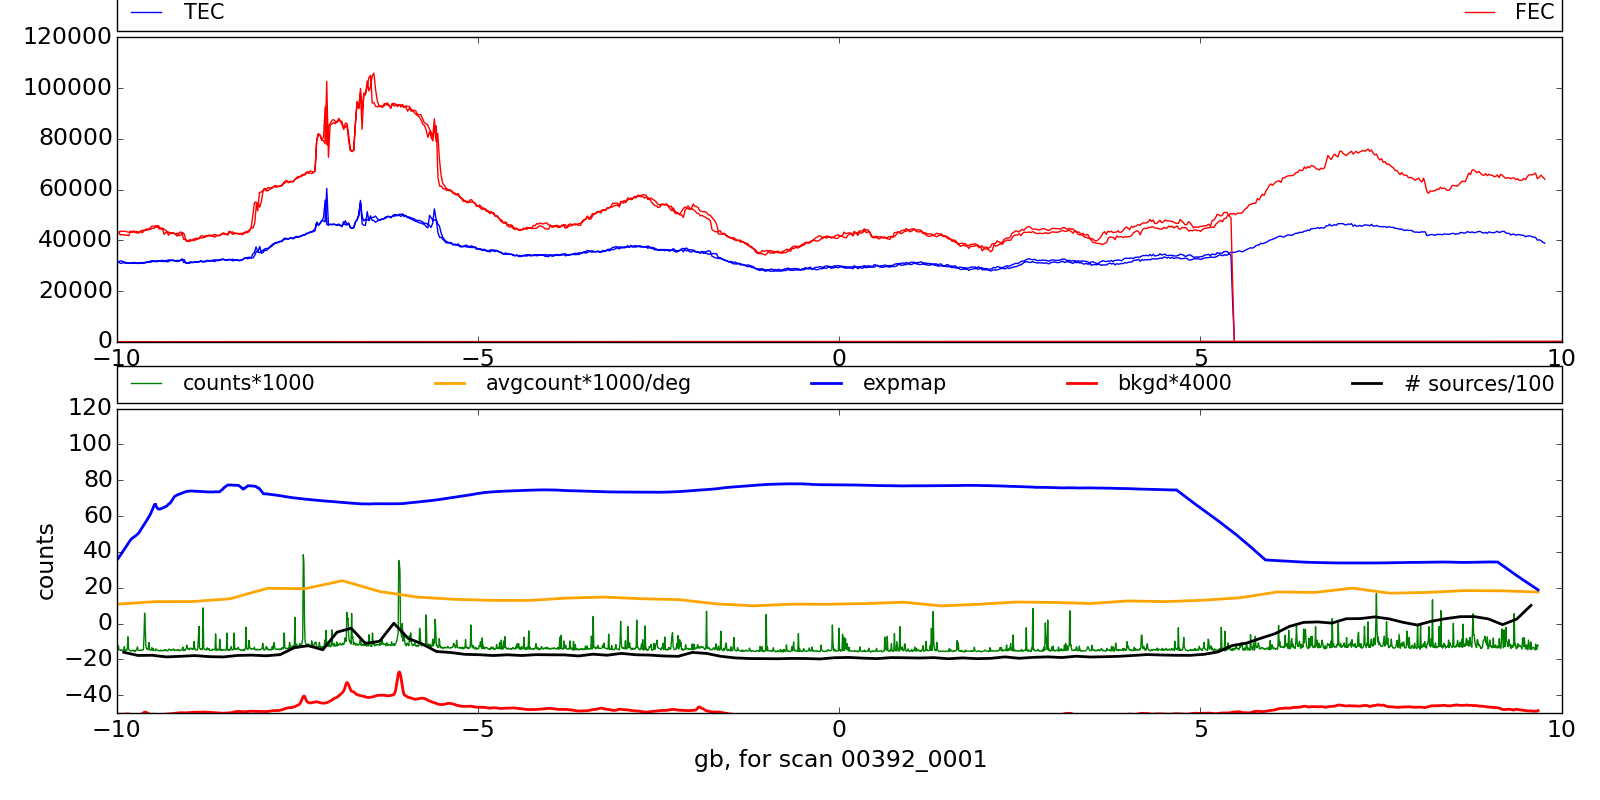 TEC FEC
120000
100000
80000
60000
40000
20000
0
−10 −5 0 5 10
counts*1000 avgcount*1000/deg expmap bkgd*4000 # sources/100
120
100
80
60
40
20
0
−20
−40
counts
−10 −5 0 5 10
gb, for scan 00392_0001